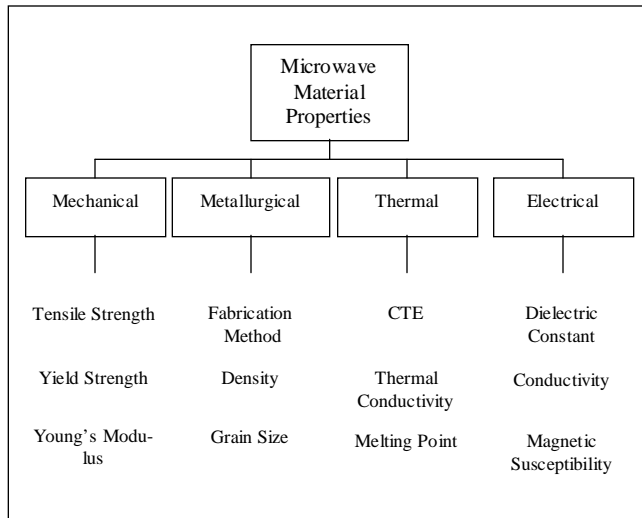 Microwave
Material
Properties
Mechanical
Metallurgical
Thermal
Electrical
Tensile Strength
Fabrication
Method
CTE
Dielectric
Constant
Yield Strength
Density
Thermal
Conductivity
Conductivity
Young's Modu-
lus
Grain Size
Melting Point
Magnetic
Susceptibility